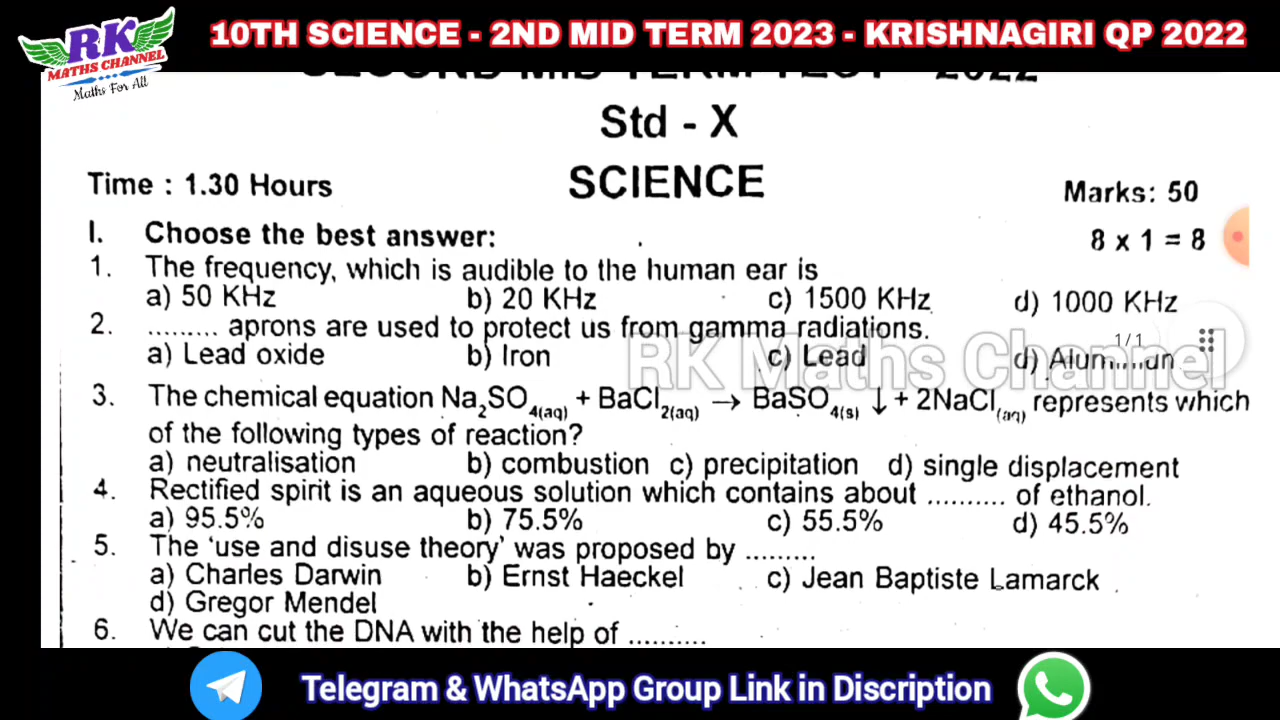 RK
MATHS CHANNEL
Maths For All
10TH SCIENCE - 2ND MID TERM 2023 - KRISHNAGIRI QP 2022
SECOND MID TERM TEST - 2022
Std - X
Time : 1.30 Hours SCIENCE Marks: 50
I. Choose the best answer: 8 x 1 = 8
1. The frequency, which is audible to the human ear is
a) 50 KHz b) 20 KHz c) 1500 KHz d) 1000 KHz
2. ......... aprons are used to protect us from gamma radiations.
1/1
a) Lead oxide b) Iron c) Lead d)
RK Maths Channel
3. The chemical equation Na₂SO₄(aq) + BaCl₂(aq) → BaSO₄(s) ↓ + 2NaCl(aq) represents which
of the following types of reaction?
a) neutralisation b) combustion c) precipitation d) single displacement
4. Rectified spirit is an aqueous solution which contains about .......... of ethanol.
a) 95.5% b) 75.5% c) 55.5% d) 45.5%
5. The 'use and disuse theory' was proposed by .........
a) Charles Darwin b) Ernst Haeckel c) Jean Baptiste Lamarck
d) Gregor Mendel
6. We can cut the DNA with the help of ..........
Telegram & WhatsApp Group Link in Discription